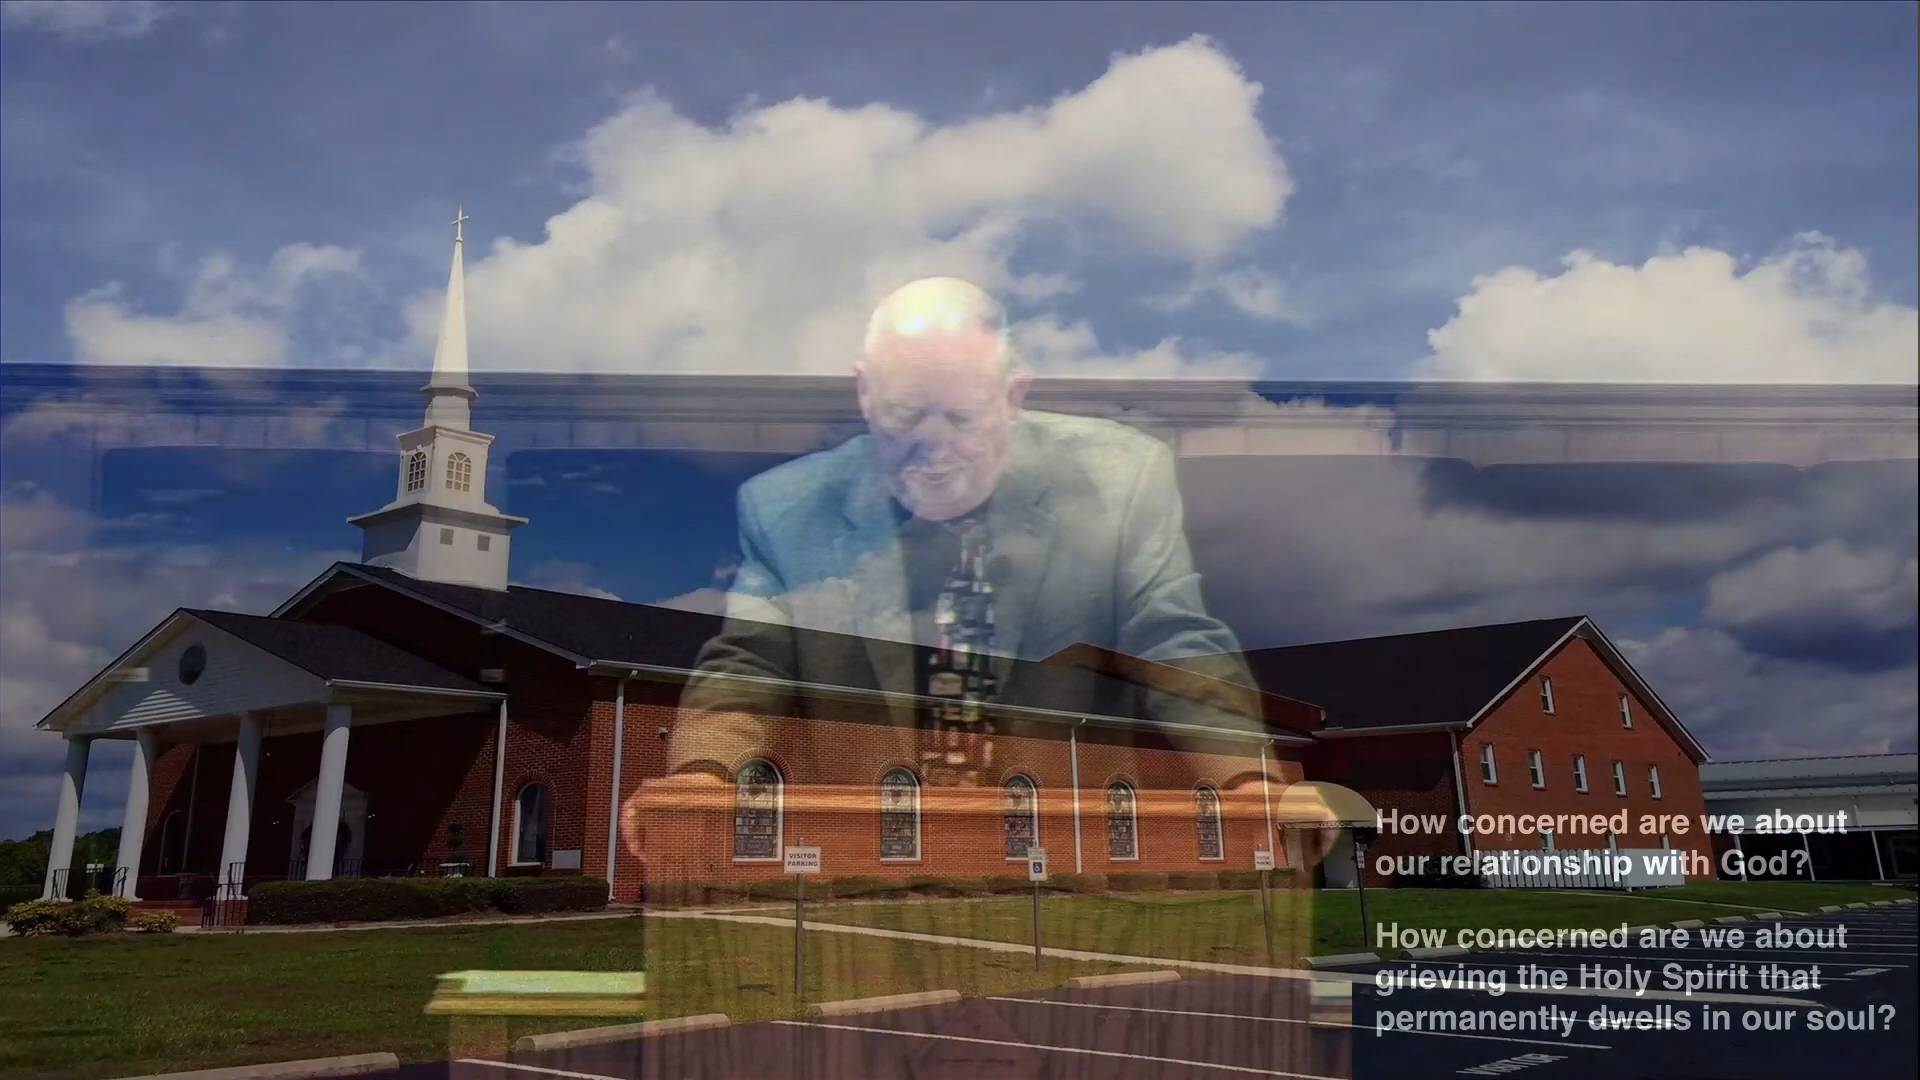 VISITOR
PARKING
How concerned are we about
our relationship with God?
How concerned are we about
grieving the Holy Spirit that
permanently dwells in our soul?
VISITOR